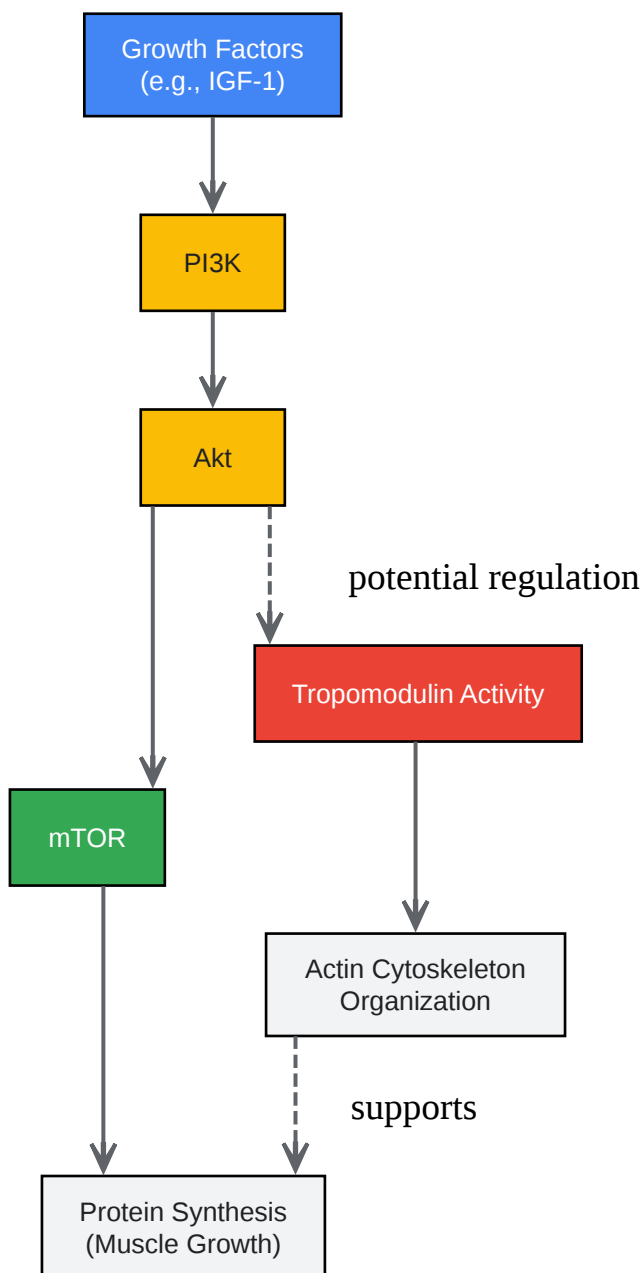 Growth Factors
(e.g., IGF-1)
PI3K
Akt
potential regulation
Tropomodulin Activity
mTOR
Actin Cytoskeleton
Organization
supports
Protein Synthesis
(Muscle Growth)